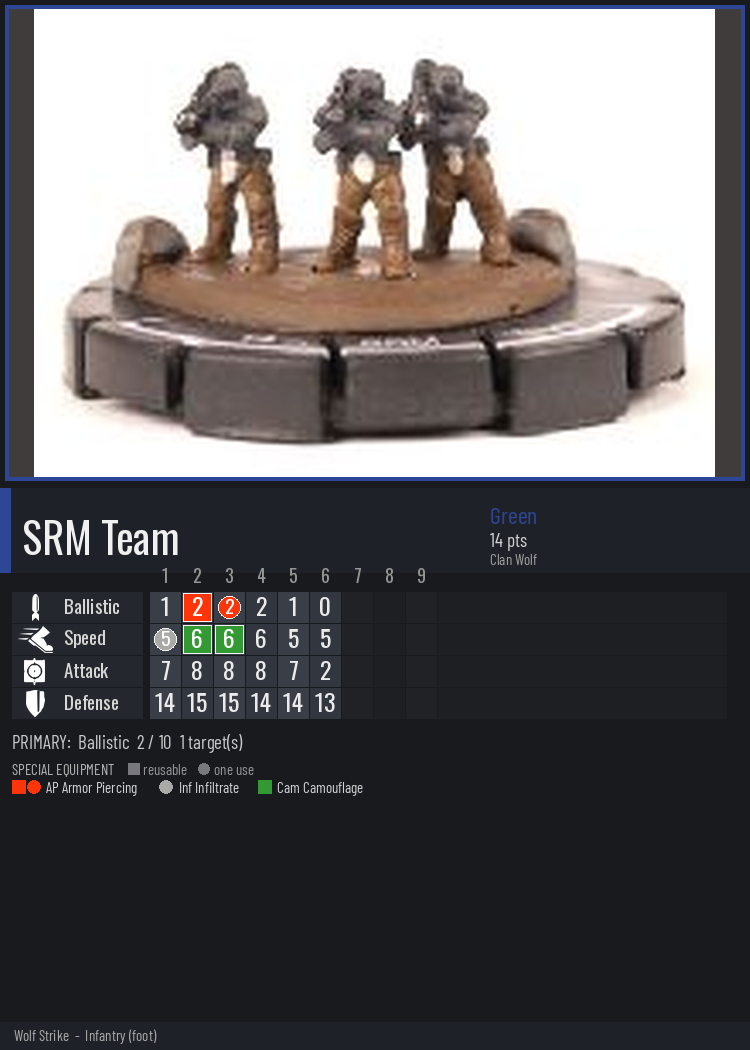 SRM Team
Green
14 pts
Clan Wolf
1 2 3 4 5 6 7 8 9
Ballistic 1 2 2 2 1 0
Speed 5 6 6 6 5 5
Attack 7 8 8 8 7 2
Defense 14 15 15 14 14 13
PRIMARY: Ballistic 2 / 10 1 target(s)
SPECIAL EQUIPMENT reusable one use
AP Armor Piercing Inf Infiltrate Cam Camouflage
Wolf Strike - Infantry (foot)